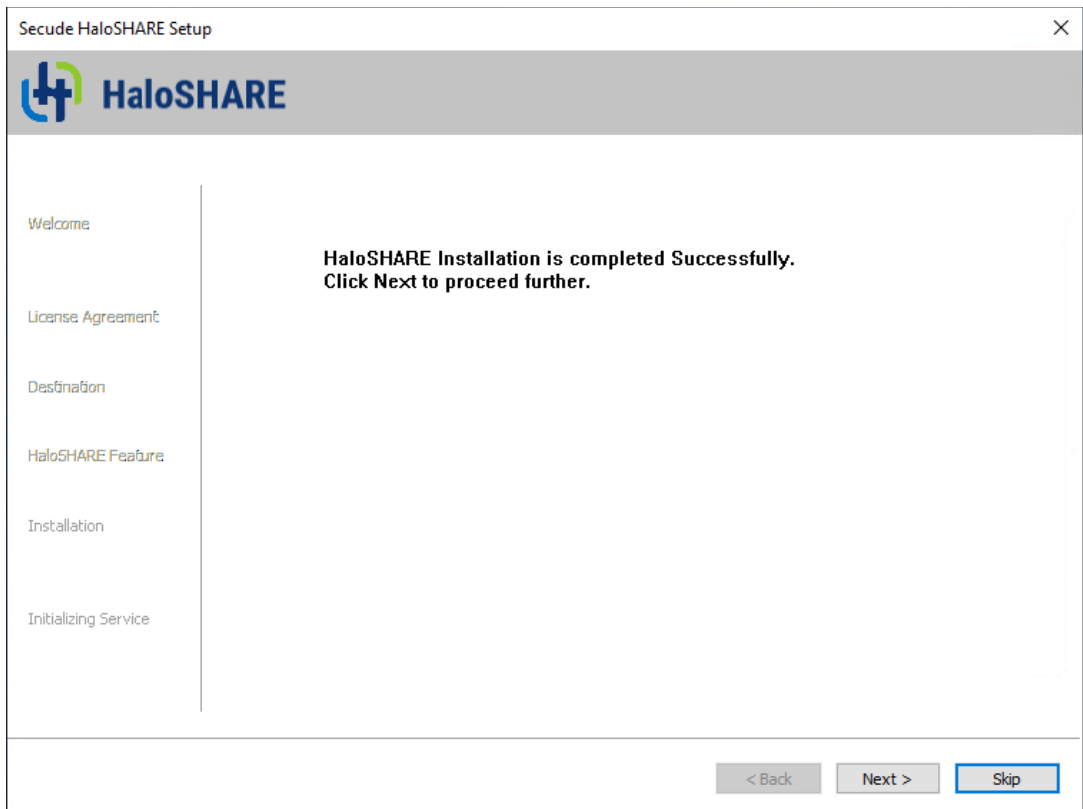 Secude HaloSHARE Setup
HaloSHARE
Welcome
License Agreement
Destination
HaloSHARE Feature
Installation
Initializing Service
HaloSHARE Installation is completed Successfully.
Click Next to proceed further.
< Back
Next >
Skip